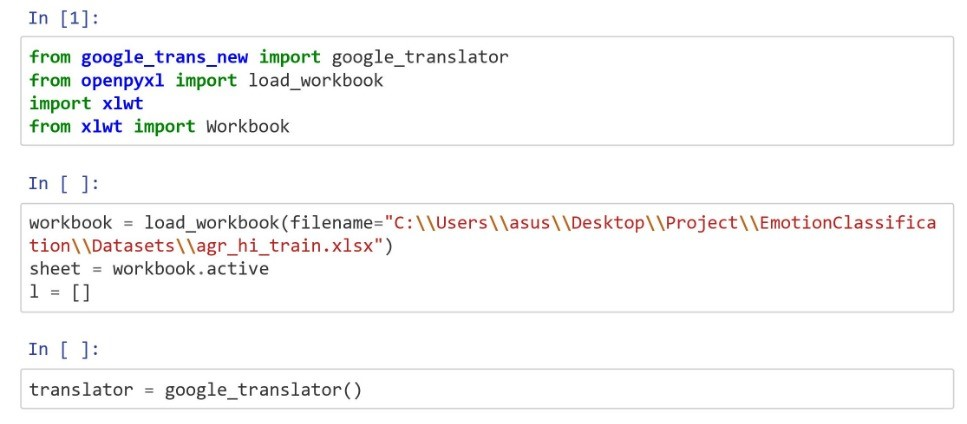 In [1]:
from google_trans_new import google_translator
from openpyxl import load_workbook
import xlwt
from xlwt import Workbook
In [ ]:
workbook = load_workbook(filename="C:\\Users\\asus\\Desktop\\Project\\EmotionClassifica
tion\\Datasets\\agr_hi_train.xlsx")
sheet = workbook.active
l = []
In [ ]:
translator = google_translator()